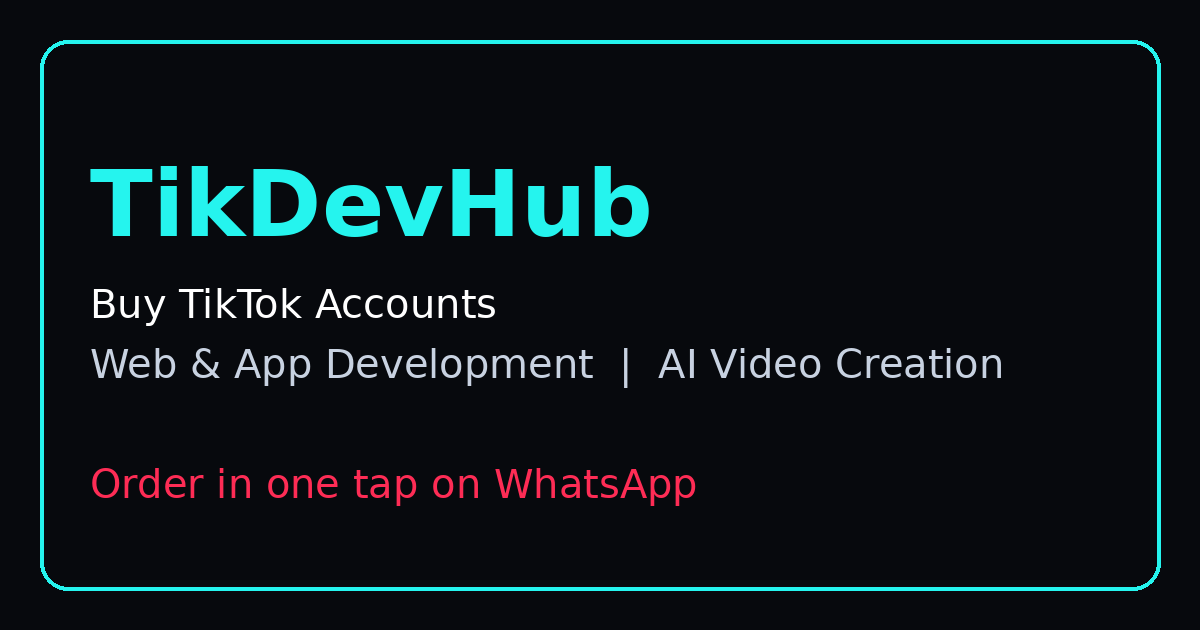 TikDevHub
Buy TikTok Accounts
Web & App Development | AI Video Creation
Order in one tap on WhatsApp